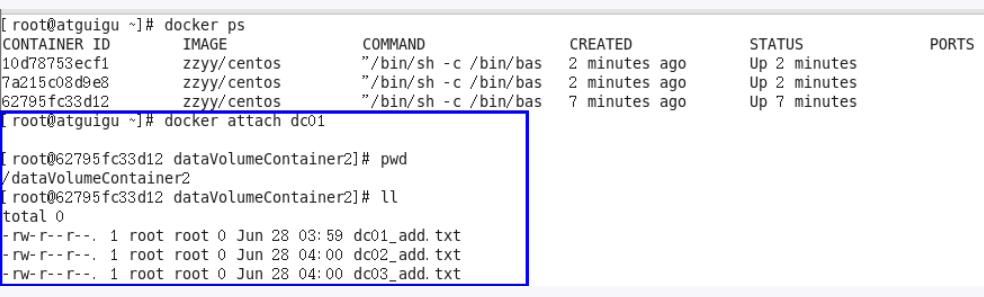 [root@atguigu ~]# docker ps
CONTAINER ID        IMAGE               COMMAND                CREATED             STATUS              PORTS
10d78753ecf1        zzyy/centos         "/bin/sh -c /bin/bas   2 minutes ago       Up 2 minutes
7a215c08d9e8        zzyy/centos         "/bin/sh -c /bin/bas   2 minutes ago       Up 2 minutes
62795fc33d12        zzyy/centos         "/bin/sh -c /bin/bas   7 minutes ago       Up 7 minutes
[root@atguigu ~]# docker attach dc01
[root@62795fc33d12 dataVolumeContainer2]# pwd
/dataVolumeContainer2
[root@62795fc33d12 dataVolumeContainer2]# ll
total 0
-rw-r--r--. 1 root root 0 Jun 28 03:59 dc01_add.txt
-rw-r--r--. 1 root root 0 Jun 28 04:00 dc02_add.txt
-rw-r--r--. 1 root root 0 Jun 28 04:00 dc03_add.txt